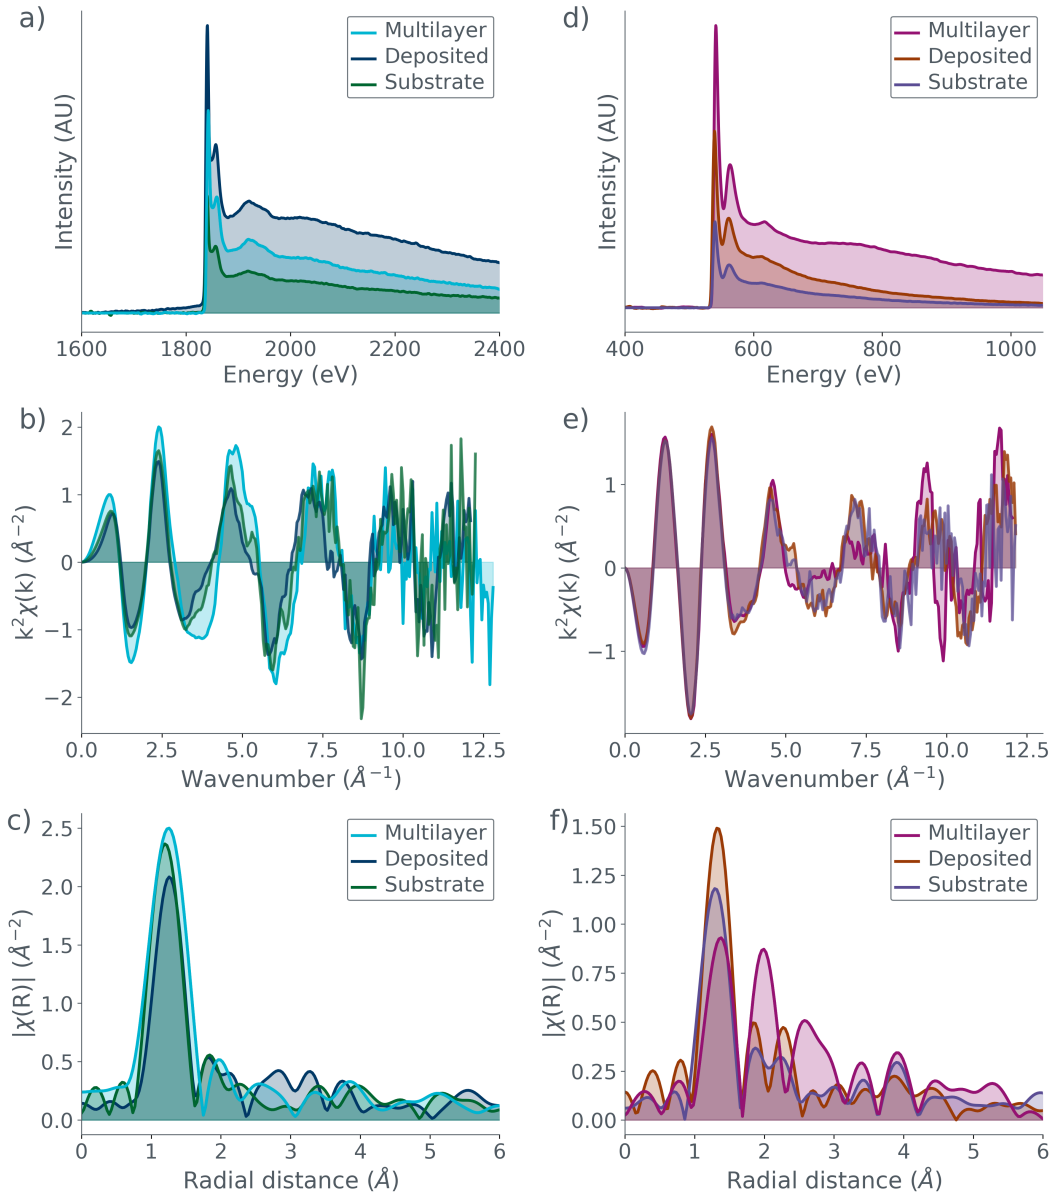 a)
Intensity (AU)
Multilayer
Deposited
Substrate
1600 1800 2000 2200 2400
Energy (eV)
d)
Intensity (AU)
Multilayer
Deposited
Substrate
400 600 800 1000
Energy (eV)
b)
k²χ(k) (Å⁻²)
2
1
0
−1
−2
0.0 2.5 5.0 7.5 10.0 12.5
Wavenumber (Å⁻¹)
e)
k²χ(k) (Å⁻²)
1
0
−1
0.0 2.5 5.0 7.5 10.0 12.5
Wavenumber (Å⁻¹)
c)
|χ(R)| (Å⁻²)
2.5
2.0
1.5
1.0
0.5
0.0
Multilayer
Deposited
Substrate
0 1 2 3 4 5 6
Radial distance (Å)
f)
|χ(R)| (Å⁻²)
1.50
1.25
1.00
0.75
0.50
0.25
0.00
Multilayer
Deposited
Substrate
0 1 2 3 4 5 6
Radial distance (Å)